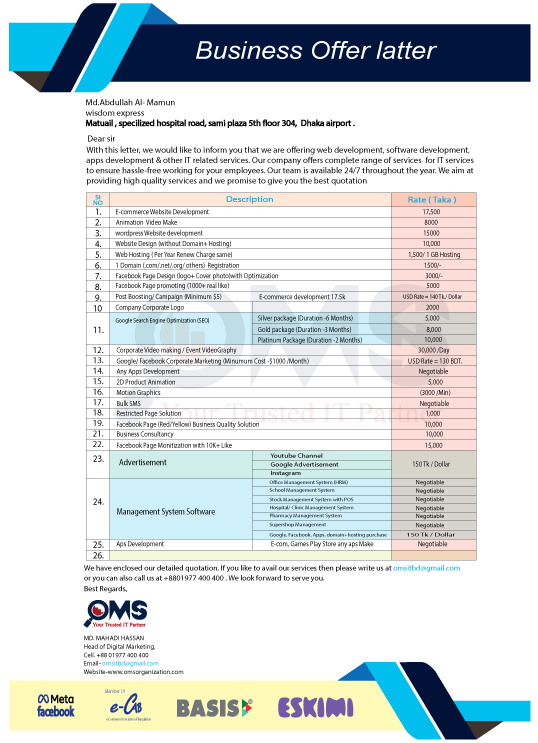 Business Offer latter
Md.Abdullah Al- Mamun
wisdom express
Matuail , specilized hospital road, sami plaza 5th floor 304, Dhaka airport .
Dear sir
With this letter, we would like to inform you that we are offering web development, software development,
apps development & other IT related services. Our company offers complete range of services for IT services
to ensure hassle-free working for your employees. Our team is available 24/7 throughout the year. We aim at
providing high quality services and we promise to give you the best quotation
SL NO Description Rate ( Taka )
1. E-commerce Website Development 17,500
2. Animation Video Make 8000
3. wordpress Website development 15000
4. Website Design (without Domain+ Hosting) 10,000
5. Web Hosting ( Per Year Renew Charge same) 1,500/ 1 GB Hosting
6. 1 Domain (.com/.net/.org/ others) Registration 1500/-
7. Facebook Page Design (logo+ Cover photo)with Optimization 3000/-
8. Facebook Page promoting (1000+ real like) 5000
9. Post Boosting/ Campaign (Minimum $5) E-commerce development 17.5k USD Rate = 140 Tk / Dollar
10 Company Corporate Logo 2000
11. Google Search Engine Optimization (SEO) Silver package (Duration -6 Months) 5,000
Gold package (Duration -3 Months) 8,000
Platinum Package (Duration -2 Months) 10,000
12. Corporate Video making / Event VideoGraphy 30,000 /Day
13. Google/ Facebook Corporate Marketing (Minumum Cost -$1000 /Month) USD Rate = 130 BDT.
14. Any Apps Development Negotiable
15. 2D Product Animation 5,000
16. Motion Graphics (3000 /Min)
17. Bulk SMS Negotiable
18. Restricted Page Solution 1,000
19. Facebook Page (Red/Yellow) Business Quality Solution 10,000
21. Business Consultancy 10,000
22. Facebook Page Monitization with 10K+ Like 15,000
23. Advertisement Youtube Channel 150 Tk / Dollar
Google Advertisement
Instagram
24. Management System Software Office Management System (HRM) Negotiable
School Management System Negotiable
Stock Management System with POS Negotiable
Hospital/ Clinic Management System Negotiable
Pharmacy Management System Negotiable
Supershop Management Negotiable
Google, Facebook, Apps, domain+hosting purchase 150 Tk / Dollar
25. Aps Development E-com, Games Play Store any aps Make Negotiable
26.
OMS
Your Trusted IT Partner
We have enclosed our detailed quotation. If you like to avail our services then please write us at omsitbd@gmail.com
or you can also call us at +8801977 400 400 . We look forward to serve you.
Best Regards,
OMS
Your Trusted IT Partner
MD. MAHADI HASSAN
Head of Digital Marketing.
Cell. +88 01977 400 400
Email- omsitbd@gmail.com
Website-www.omsorganization.com
Meta
facebook
Member Of
e-CAB
e-Commerce Association of Bangladesh
BASIS
ESKIMI